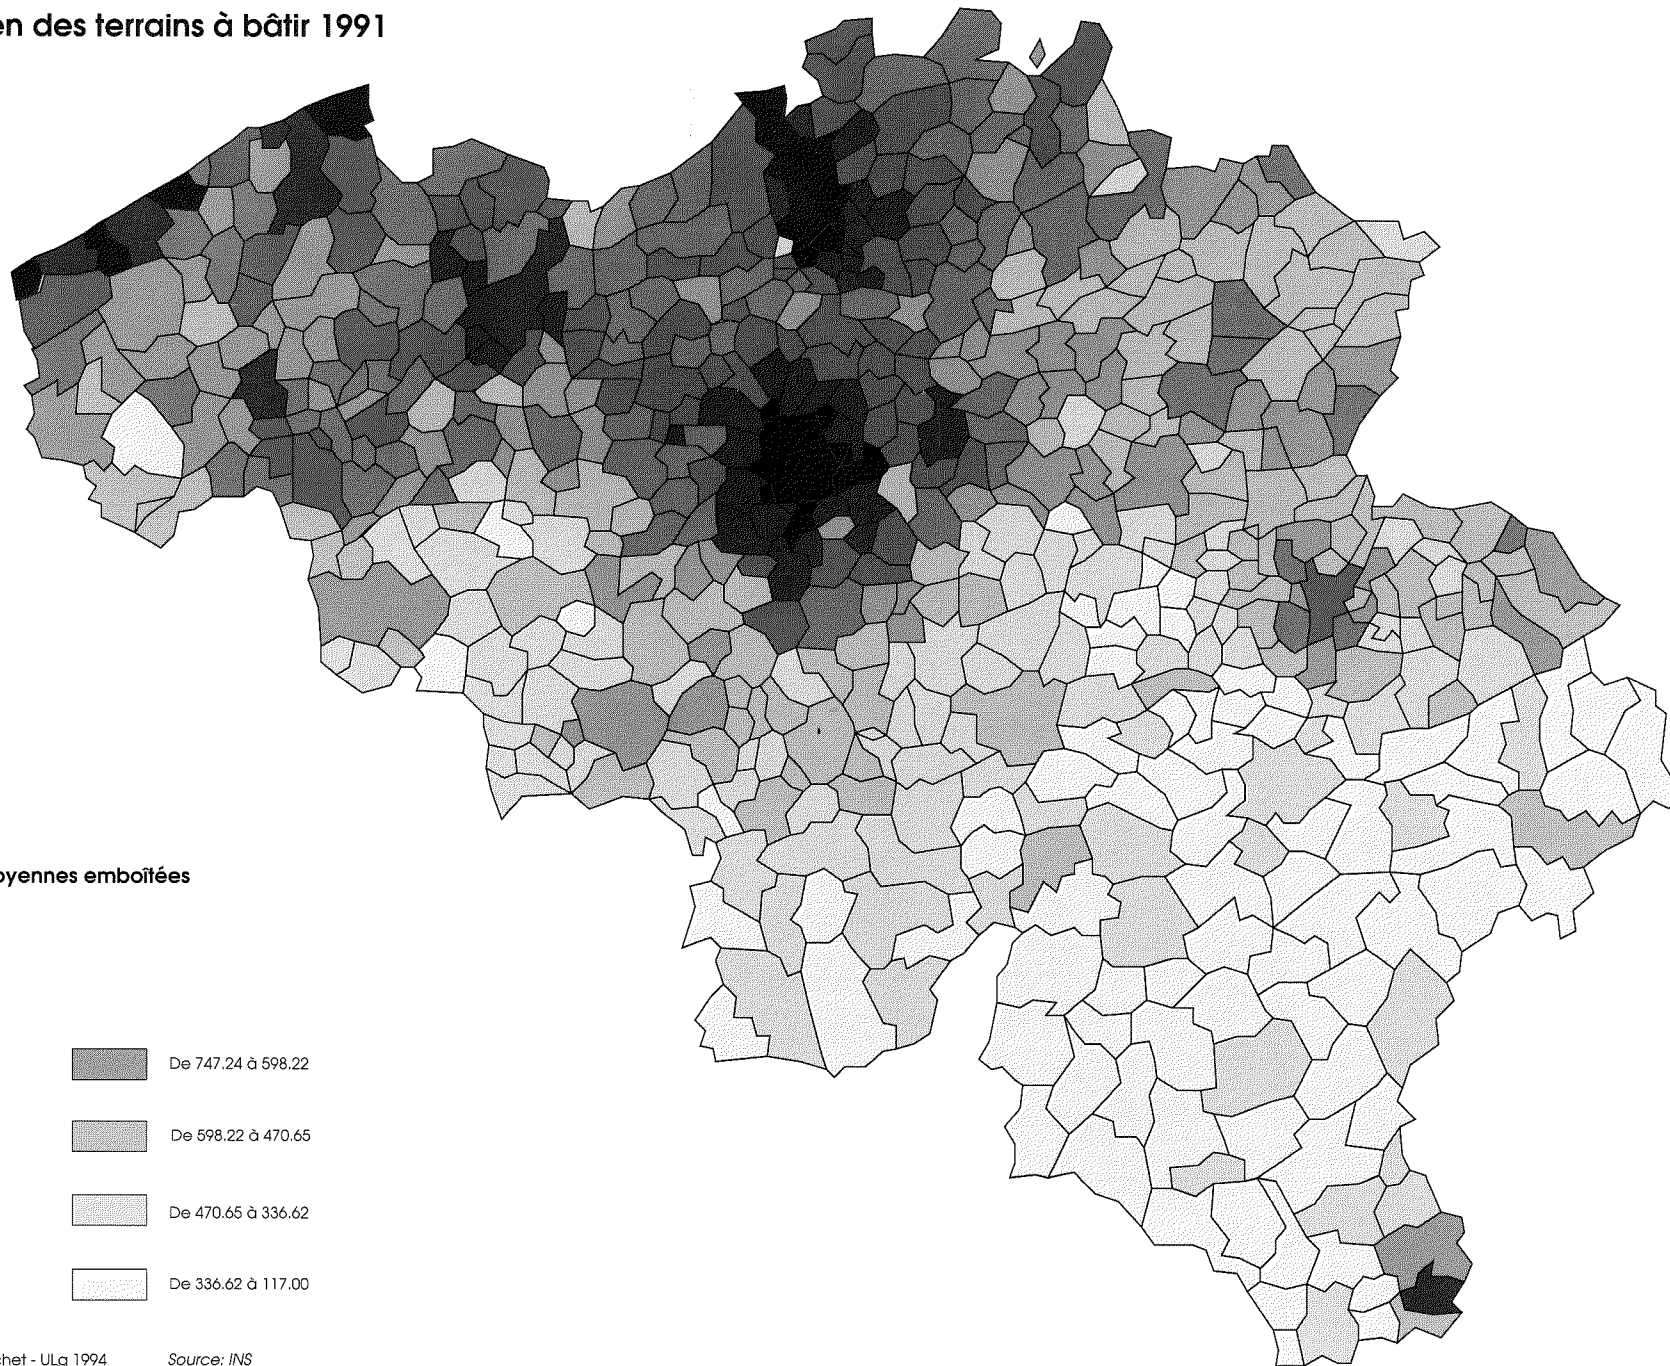 en des terrains à bâtir 1991
oyennes emboîtées
De 747.24 à 598.22
De 598.22 à 470.65
De 470.65 à 336.62
De 336.62 à 117.00
chet - ULg 1994 Source: INS